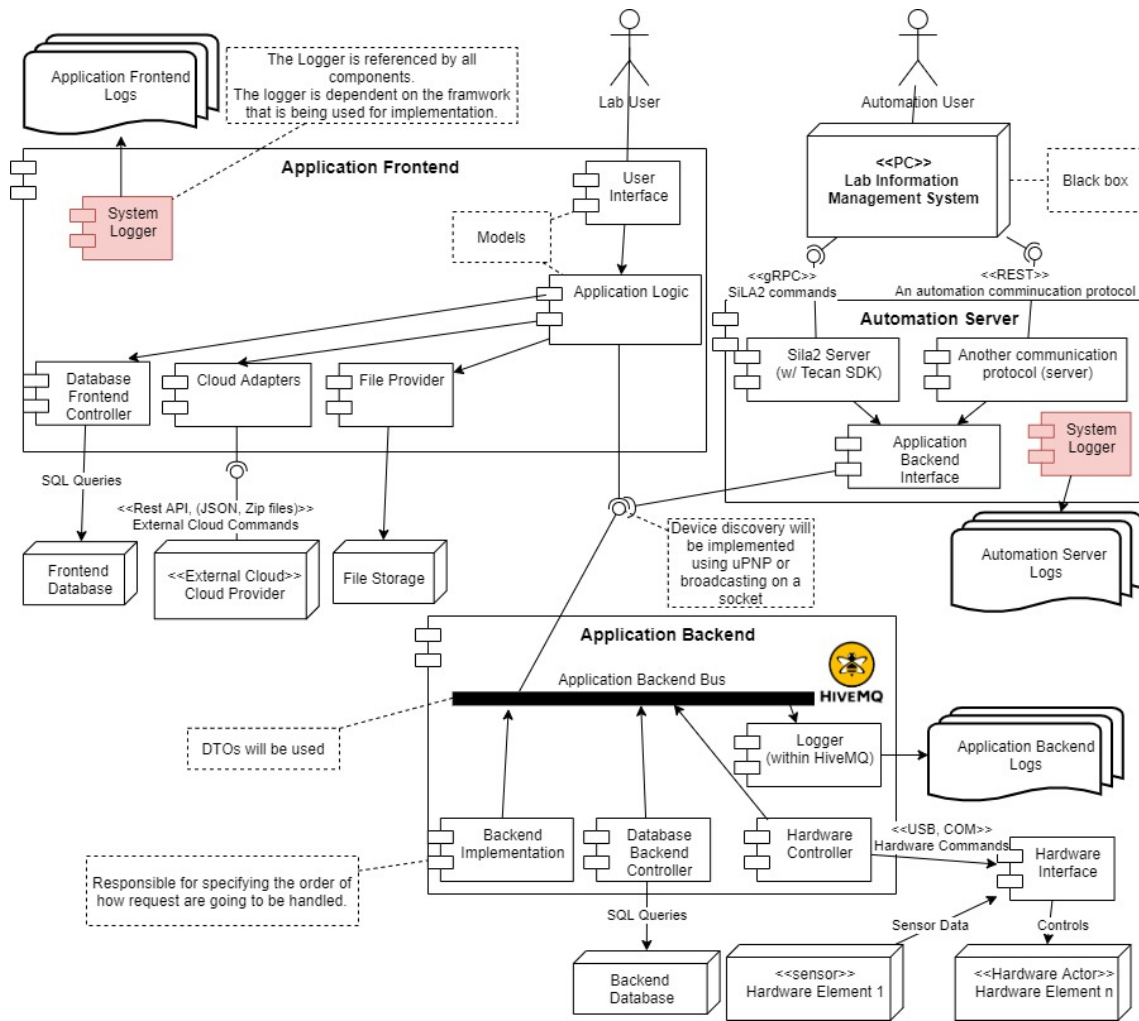 Application Frontend
Logs
The Logger is referenced by all
components.
The logger is dependent on the framwork
that is being used for implementation.
Lab User
Automation User
Application Frontend
System
Logger
User
Interface
Models
Application Logic
Database
Frontend
Controller
Cloud Adapters
File Provider
<<PC>>
Lab Information
Management System
Black box
<<gRPC>>
SiLA2 commands
<<REST>>
An automation comminucation protocol
Automation Server
Sila2 Server
(w/ Tecan SDK)
Another communication
protocol (server)
Application
Backend
Interface
System
Logger
SQL Queries
<<Rest API, (JSON, Zip files)>>
External Cloud Commands
Frontend
Database
<<External Cloud>>
Cloud Provider
File Storage
Device discovery will
be implemented
using uPNP or
broadcasting on a
socket
Automation Server
Logs
Application Backend
Application Backend Bus
HIVEMQ
DTOs will be used
Logger
(within HiveMQ)
Application Backend
Logs
Backend
Implementation
Database
Backend
Controller
Hardware
Controller
<<USB, COM>>
Hardware Commands
Hardware
Interface
Responsible for specifying the order of
how request are going to be handled.
SQL Queries
Sensor Data
Controls
Backend
Database
<<sensor>>
Hardware Element 1
<<Hardware Actor>>
Hardware Element n